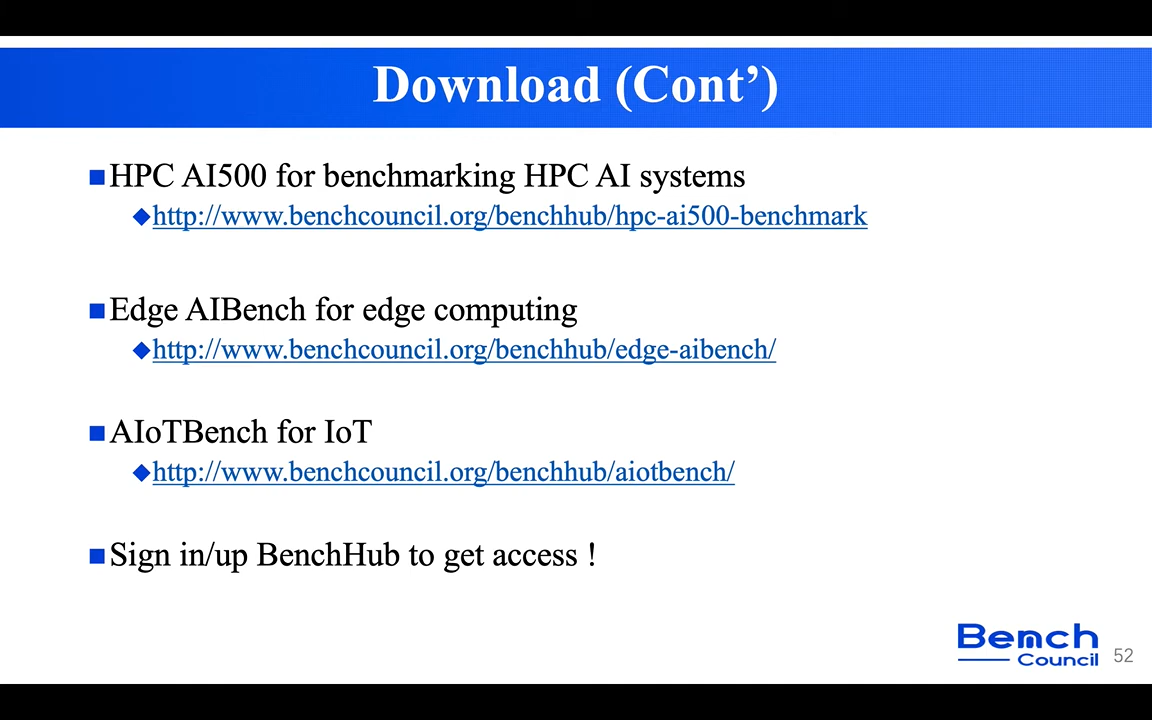 Download (Cont’)
HPC AI500 for benchmarking HPC AI systems
http://www.benchcouncil.org/benchhub/hpc-ai500-benchmark
Edge AIBench for edge computing
http://www.benchcouncil.org/benchhub/edge-aibench/
AIoTBench for IoT
http://www.benchcouncil.org/benchhub/aiotbench/
Sign in/up BenchHub to get access !
Bench
Council
52